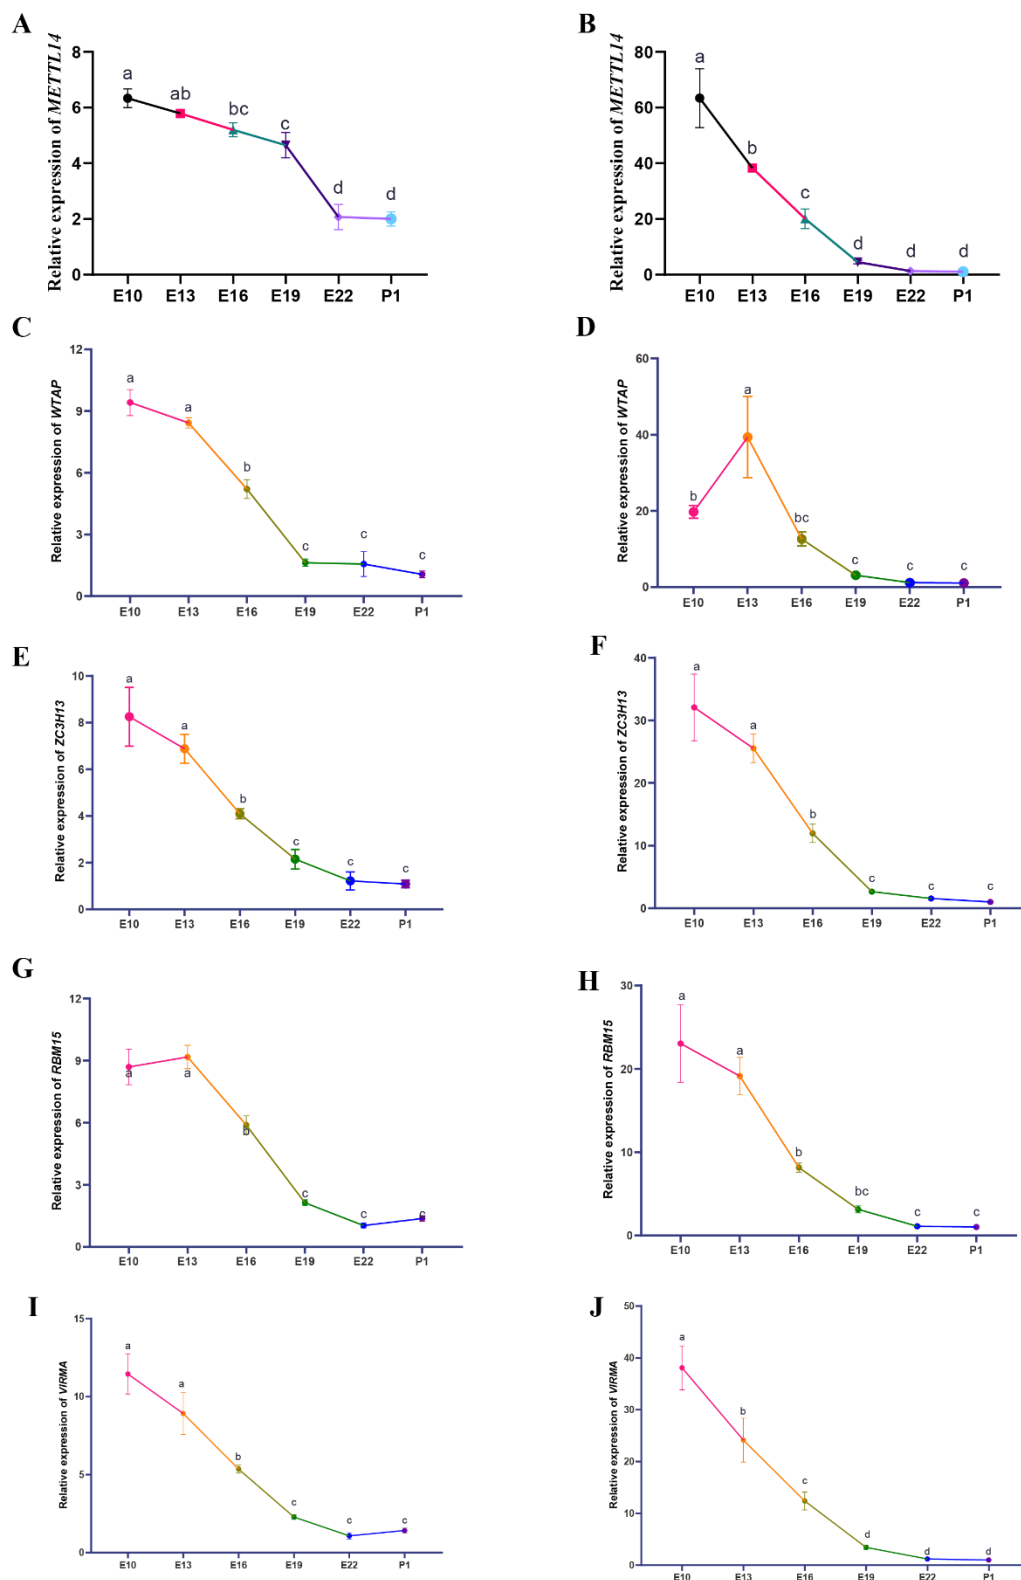 A
Relative expression of METTL14
8
6
4
2
0
a
ab
bc
c
d
d
E10 E13 E16 E19 E22 P1
B
Relative expression of METTL14
80
60
40
20
0
a
b
c
d
d
d
E10 E13 E16 E19 E22 P1
C
Relative expression of WTAP
12
9
6
3
0
a
a
b
c
c
c
E10 E13 E16 E19 E22 P1
D
Relative expression of WTAP
60
40
20
0
b
a
bc
c
c
c
E10 E13 E16 E19 E22 P1
E
Relative expression of ZC3H13
10
8
6
4
2
0
a
a
b
c
c
c
E10 E13 E16 E19 E22 P1
F
Relative expression of ZC3H13
40
30
20
10
0
a
a
b
c
c
c
E10 E13 E16 E19 E22 P1
G
Relative expression of RBM15
12
9
6
3
0
a
a
b
c
c
c
E10 E13 E16 E19 E22 P1
H
Relative expression of RBM15
30
20
10
0
a
a
b
bc
c
c
E10 E13 E16 E19 E22 P1
I
Relative expression of VIRMA
15
10
5
0
a
a
b
c
c
c
E10 E13 E16 E19 E22 P1
J
Relative expression of VIRMA
50
40
30
20
10
0
a
b
c
d
d
d
E10 E13 E16 E19 E22 P1